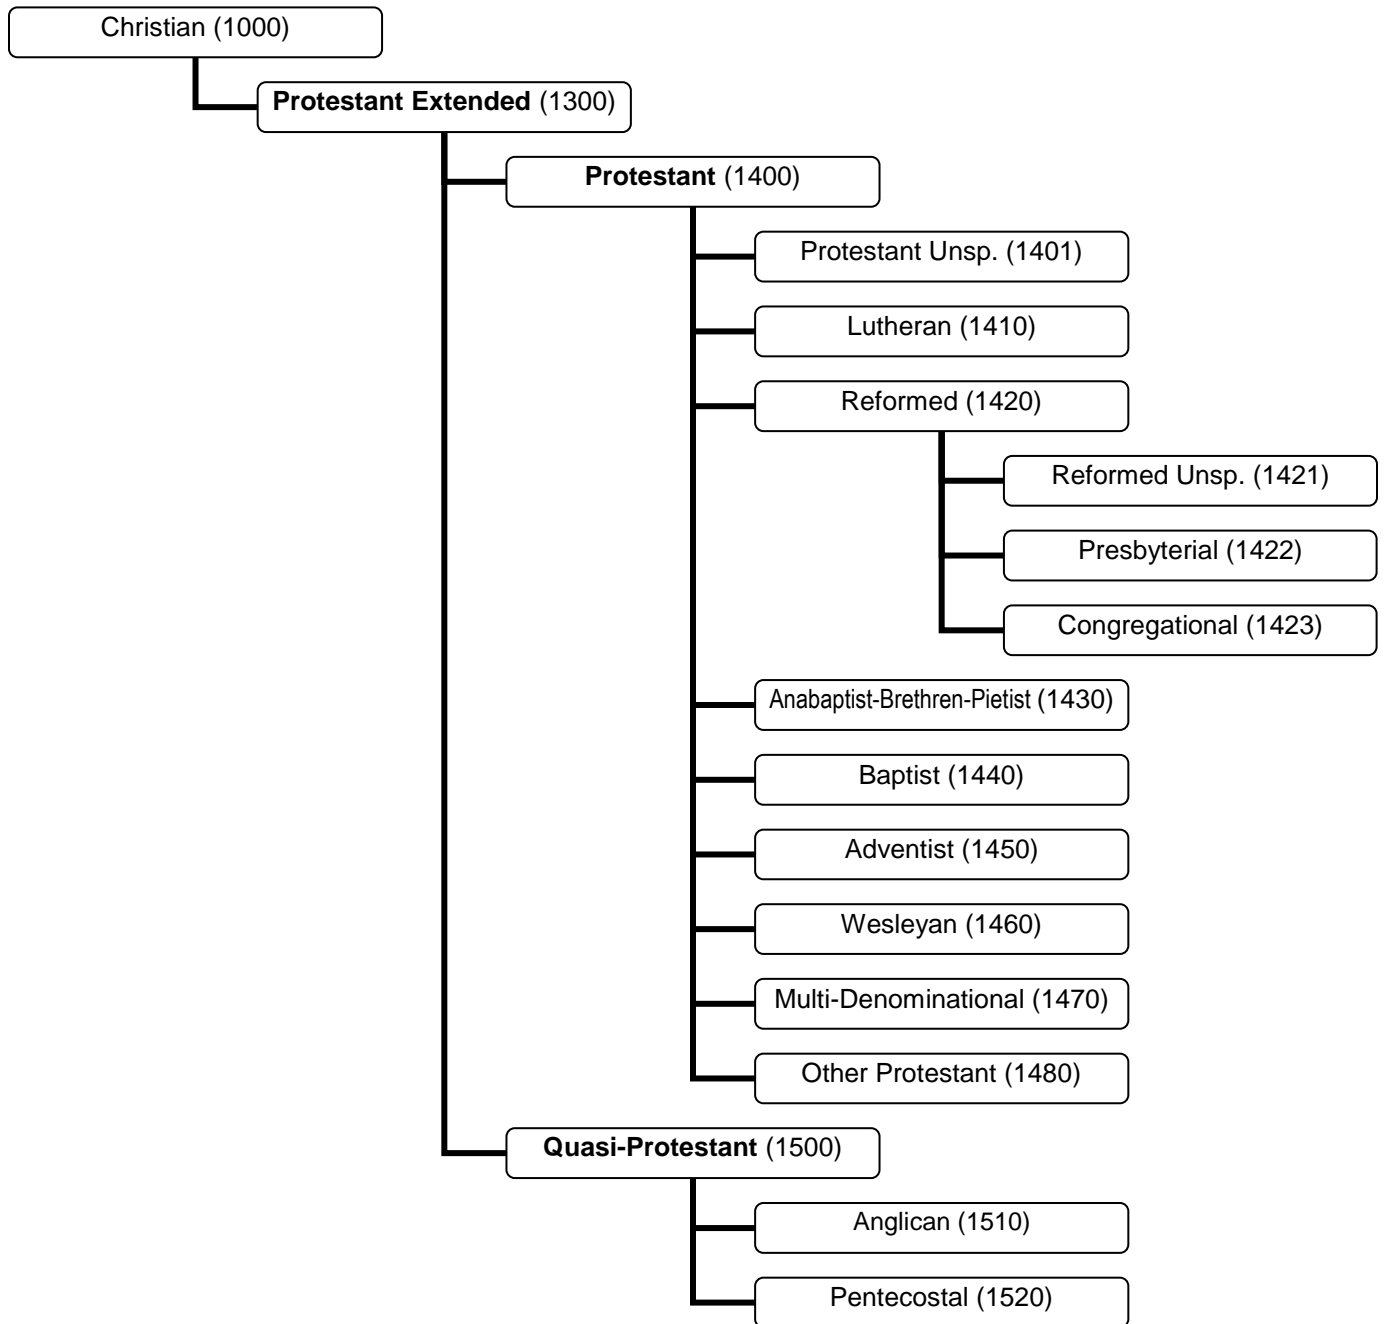 Christian (1000)
Protestant Extended (1300)
Protestant (1400)
Protestant Unsp. (1401)
Lutheran (1410)
Reformed (1420)
Reformed Unsp. (1421)
Presbyterial (1422)
Congregational (1423)
Anabaptist-Brethren-Pietist (1430)
Baptist (1440)
Adventist (1450)
Wesleyan (1460)
Multi-Denominational (1470)
Other Protestant (1480)
Quasi-Protestant (1500)
Anglican (1510)
Pentecostal (1520)